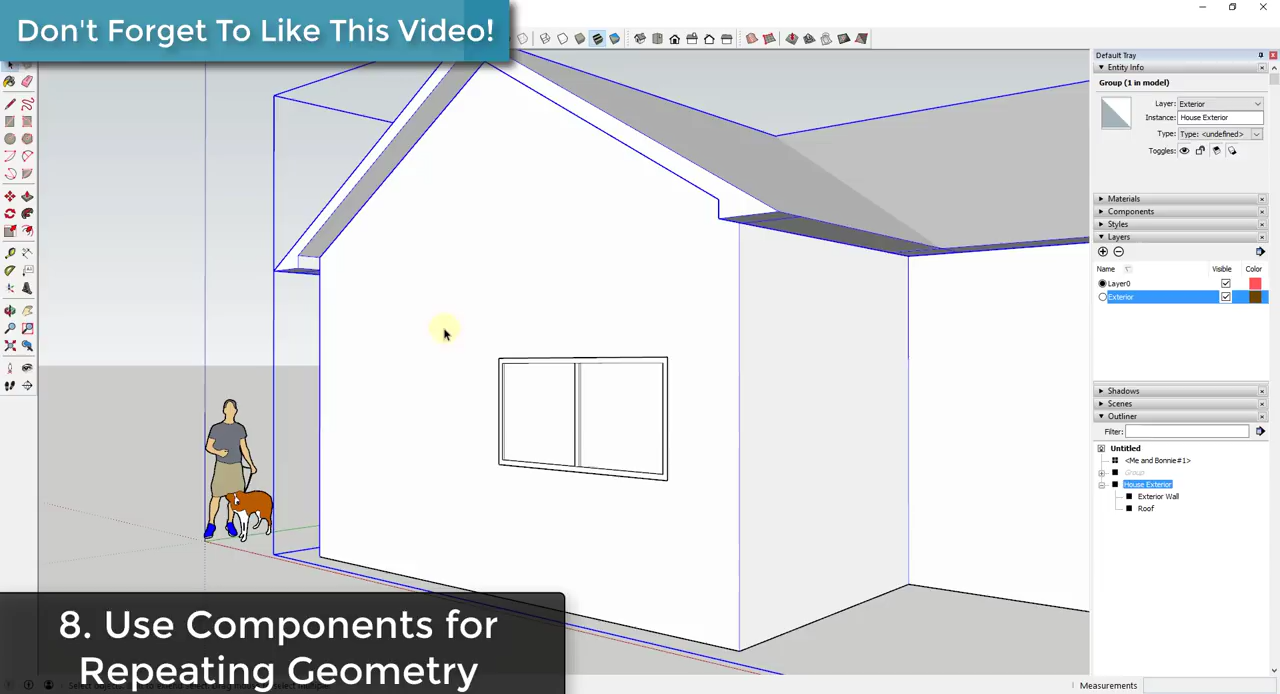 Don't Forget To Like This Video!
Default Tray
Entity Info
Group (1 in model)
Layer: Exterior
Instance: House Exterior
Type: Type: <undefined>
Toggles:
Materials
Components
Styles
Layers
Name Visible Color
Layer0
Exterior
Shadows
Scenes
Outliner
Filter:
Untitled
<Me and Bonnie#1>
Group
House Exterior
Exterior Wall
Roof
8. Use Components for
Repeating Geometry
Measurements